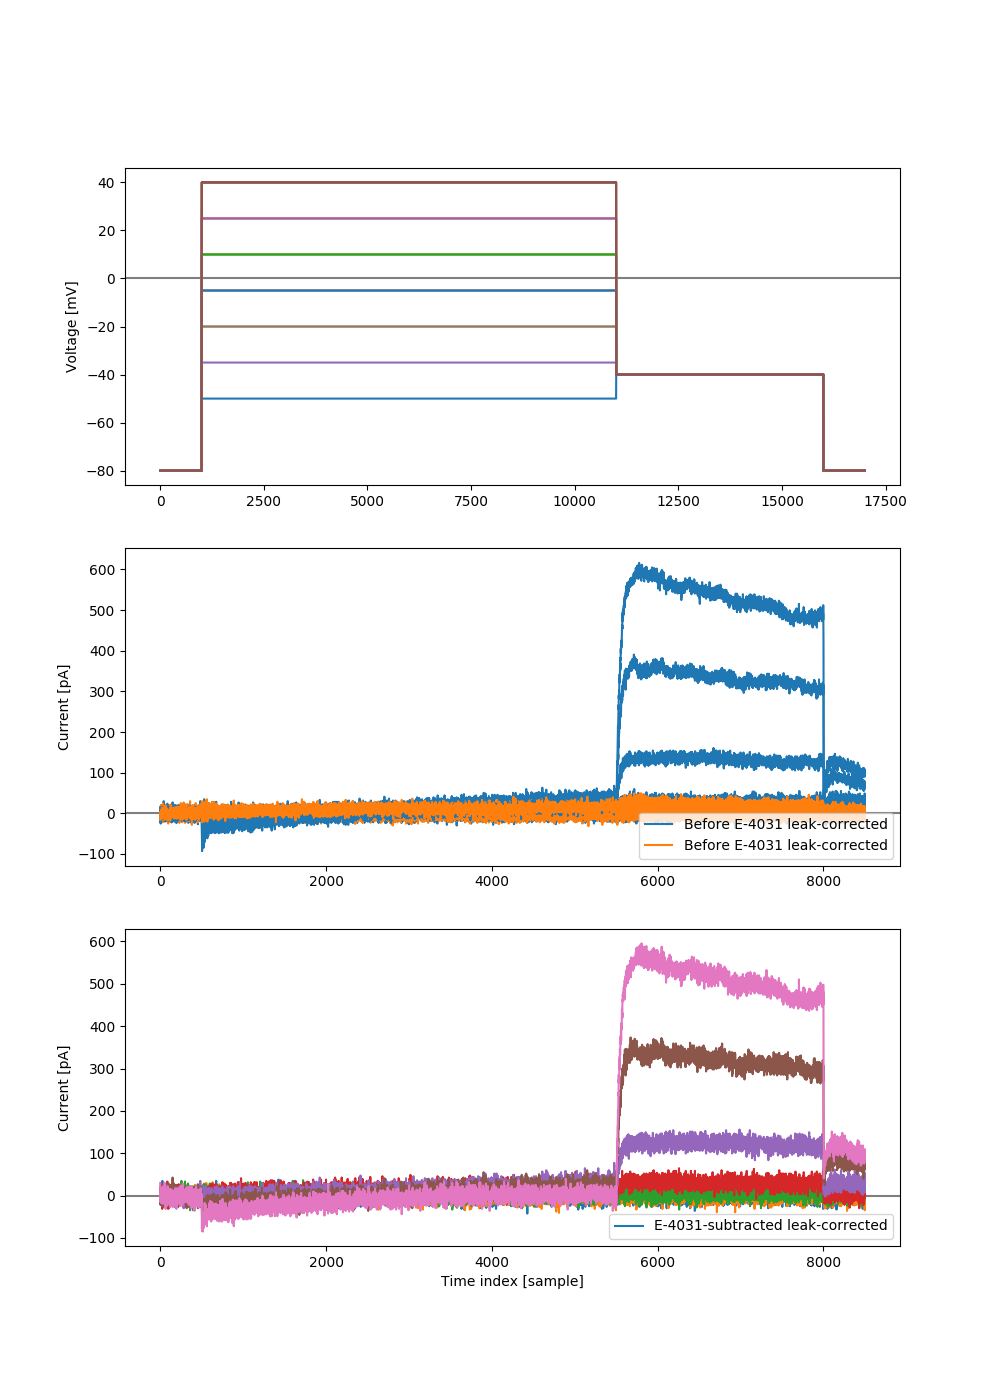 40
20
0
−20
−40
−60
−80
Voltage [mV]
0 2500 5000 7500 10000 12500 15000 17500
600
500
400
300
200
100
0
−100
Current [pA]
Before E-4031 leak-corrected
Before E-4031 leak-corrected
0 2000 4000 6000 8000
600
500
400
300
200
100
0
−100
Current [pA]
E-4031-subtracted leak-corrected
0 2000 4000 6000 8000
Time index [sample]